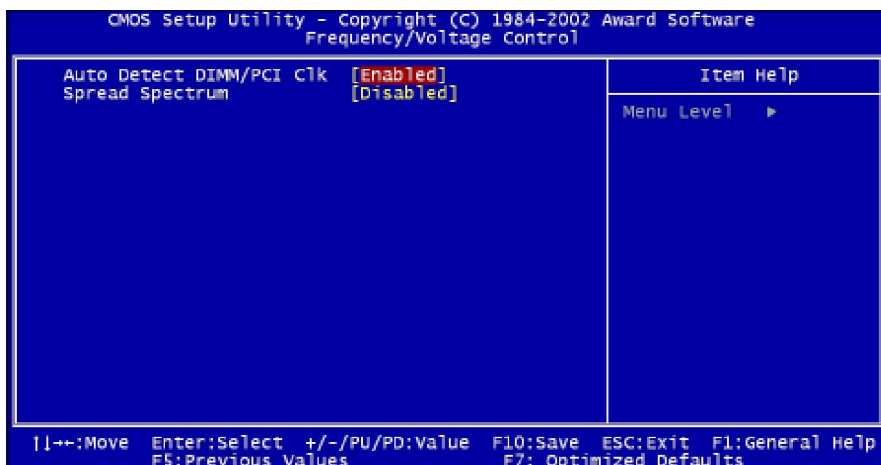 CMOS Setup Utility - Copyright (C) 1984-2002 Award Software
Frequency/Voltage Control
Auto Detect DIMM/PCI Clk [Enabled]
Spread Spectrum [Disabled]
Item Help
Menu Level ▶
↑↓→←:Move Enter:Select +/-/PU/PD:Value F10:Save ESC:Exit F1:General Help
F5:Previous Values F7: Optimized Defaults